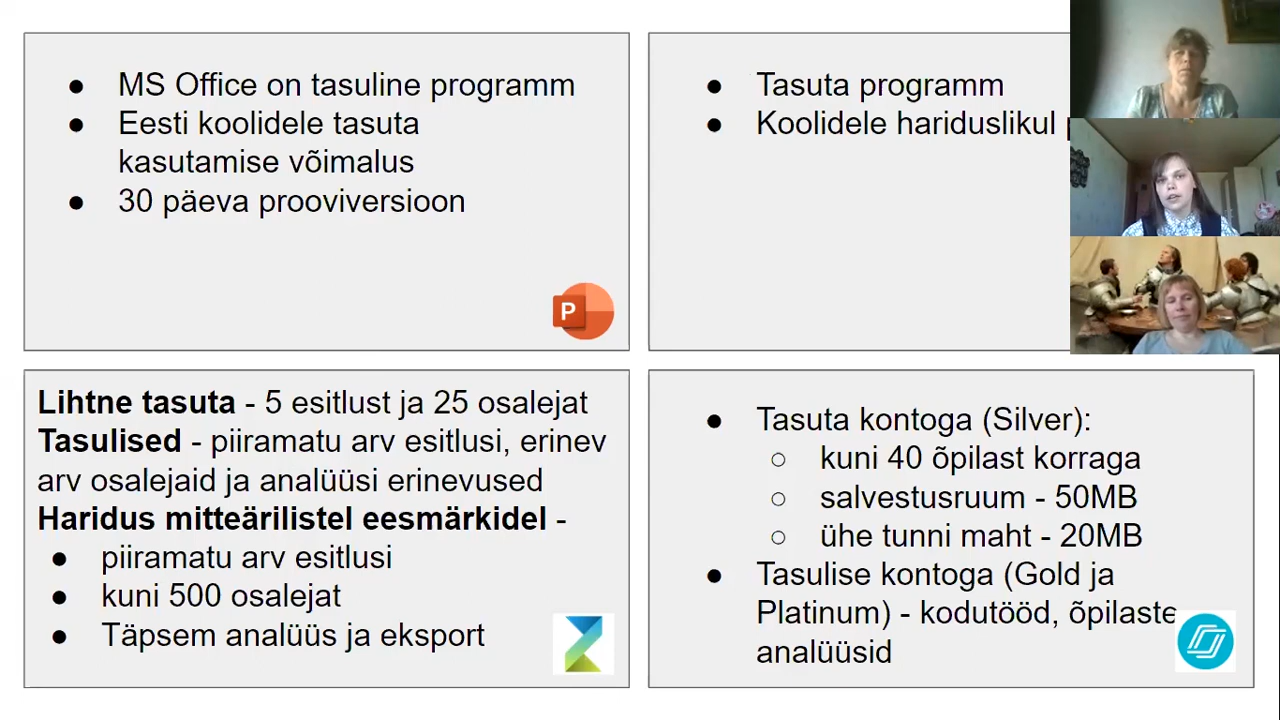 MS Office on tasuline programm
Eesti koolidele tasuta
kasutamise võimalus
30 päeva prooviversioon
P
Tasuta programm
Koolidele hariduslikul
Lihtne tasuta - 5 esitlust ja 25 osalejat
Tasulised - piiramatu arv esitlusi, erinev
arv osalejaid ja analüüsi erinevused
Haridus mitteärilistel eesmärkidel -
piiramatu arv esitlusi
kuni 500 osalejat
Täpsem analüüs ja eksport
Tasuta kontoga (Silver):
kuni 40 õpilast korraga
salvestusruum - 50MB
ühe tunni maht - 20MB
Tasulise kontoga (Gold ja
Platinum) - kodutööd, õpilaste
analüüsid